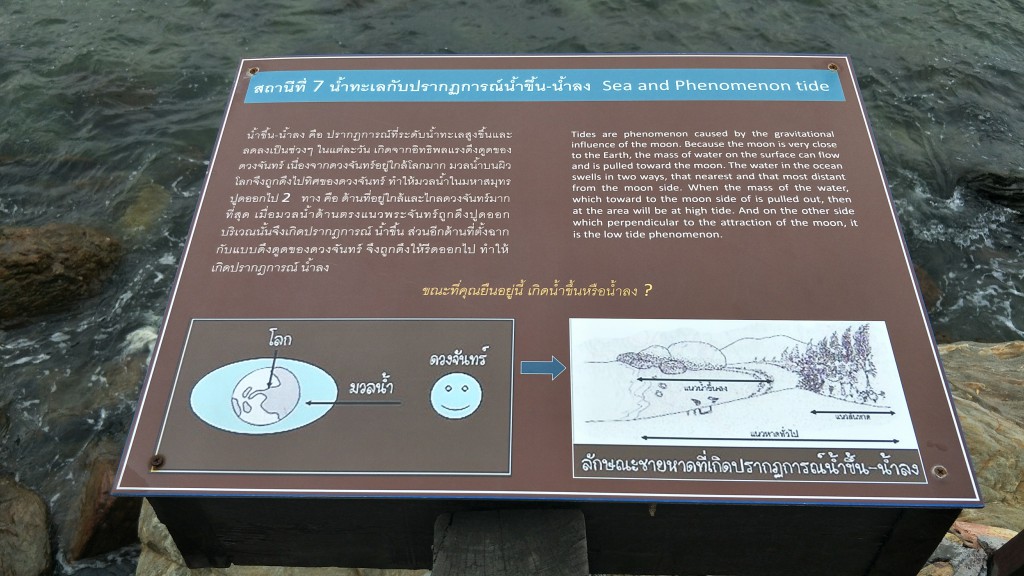 สถานีที่ 7 น้ำทะเลกับปรากฏการณ์น้ำขึ้น-น้ำลง Sea and Phenomenon tide
น้ำขึ้น-น้ำลง คือ ปรากฏการณ์ที่ระดับน้ำทะเลสูงขึ้นและ
ลดลงเป็นช่วงๆ ในแต่ละวัน เกิดจากอิทธิพลแรงดึงดูดของ
ดวงจันทร์ เนื่องจากดวงจันทร์อยู่ใกล้โลกมาก มวลน้ำบนผิว
โลกจึงถูกดึงไปทิศของดวงจันทร์ ทำให้มวลน้ำในมหาสมุทร
ปูดออกไป 2 ทาง คือ ด้านที่อยู่ใกล้และไกลดวงจันทร์มาก
ที่สุด เมื่อมวลน้ำด้านตรงแนวพระจันทร์ถูกดึงปูดออก
บริเวณนั้นจึงเกิดปรากฏการณ์ น้ำขึ้น ส่วนอีกด้านที่ตั้งฉาก
กับแบบดึงดูดของดวงจันทร์ จึงถูกดึงให้รีดออกไป ทำให้
เกิดปรากฏการณ์ น้ำลง
Tides are phenomenon caused by the gravitational
influence of the moon. Because the moon is very close
to the Earth, the mass of water on the surface can flow
and is pulled toward the moon. The water in the ocean
swells in two ways, that nearest and that most distant
from the moon side. When the mass of the water,
which toward to the moon side of is pulled out, then
at the area will be at high tide. And on the other side
which perpendicular to the attraction of the moon, it
is the low tide phenomenon.
ขณะที่คุณยืนอยู่นี้ เกิดน้ำขึ้นหรือน้ำลง ?
โลก
มวลน้ำ
ดวงจันทร์
แนวน้ำขึ้นลง
แนวสันหาด
แนวหาดทั่วไป
ลักษณะชายหาดที่เกิดปรากฏการณ์น้ำขึ้น-น้ำลง